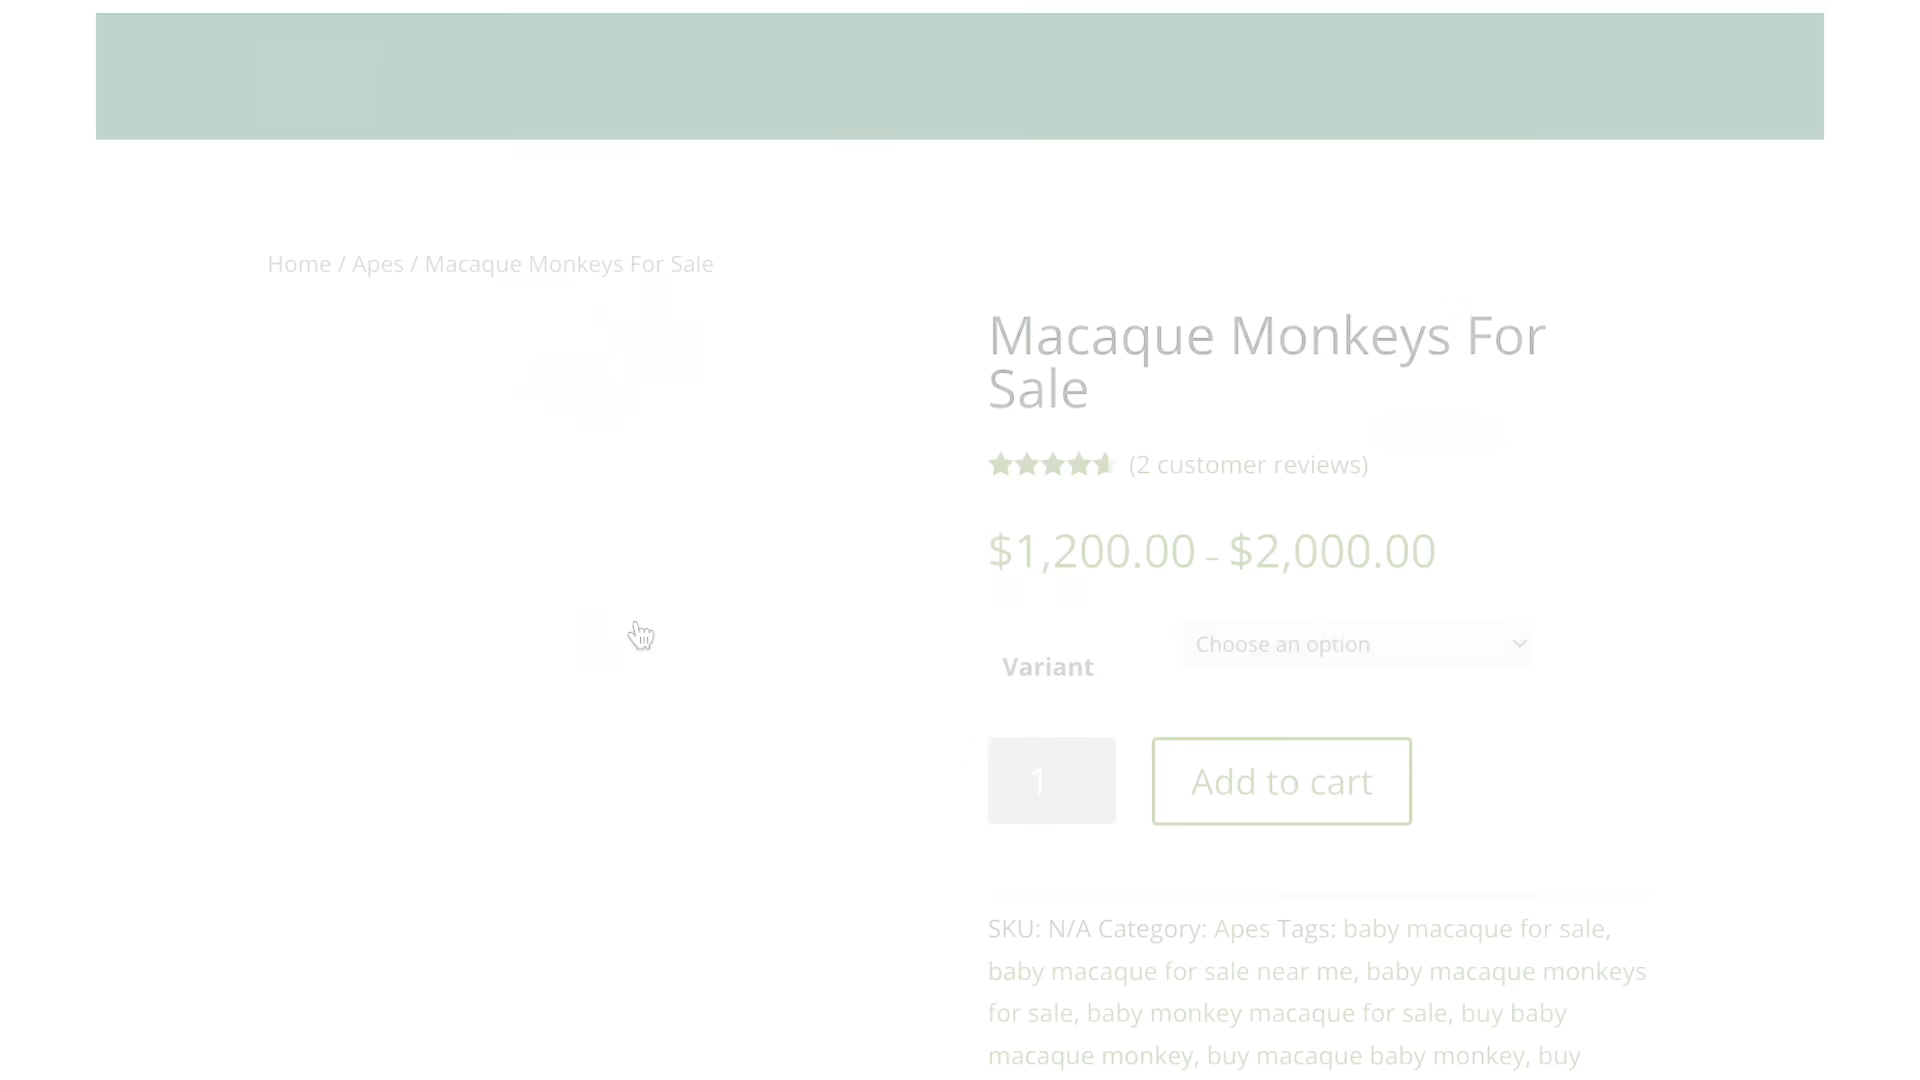 Home / Apes / Macaque Monkeys For Sale
Macaque Monkeys For
Sale
(2 customer reviews)
$1,200.00 – $2,000.00
Choose an option
Variant
1
Add to cart
SKU: N/A Category: Apes Tags: baby macaque for sale,
baby macaque for sale near me, baby macaque monkeys
for sale, baby monkey macaque for sale, buy baby
macaque monkey, buy macaque baby monkey, buy